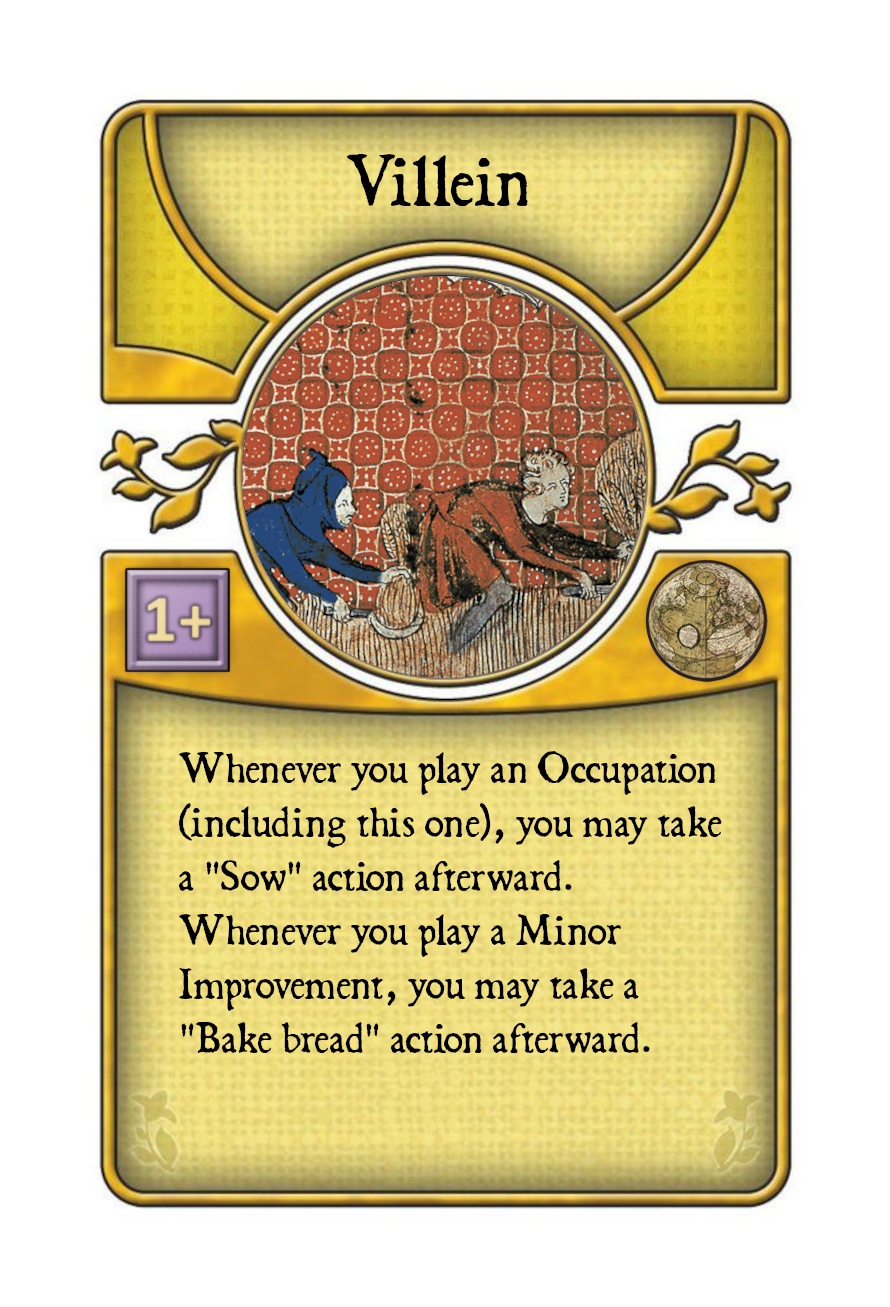 Villein
1+
Whenever you play an Occupation
(including this one), you may take
a "Sow" action afterward.
Whenever you play a Minor
Improvement, you may take a
"Bake bread" action afterward.